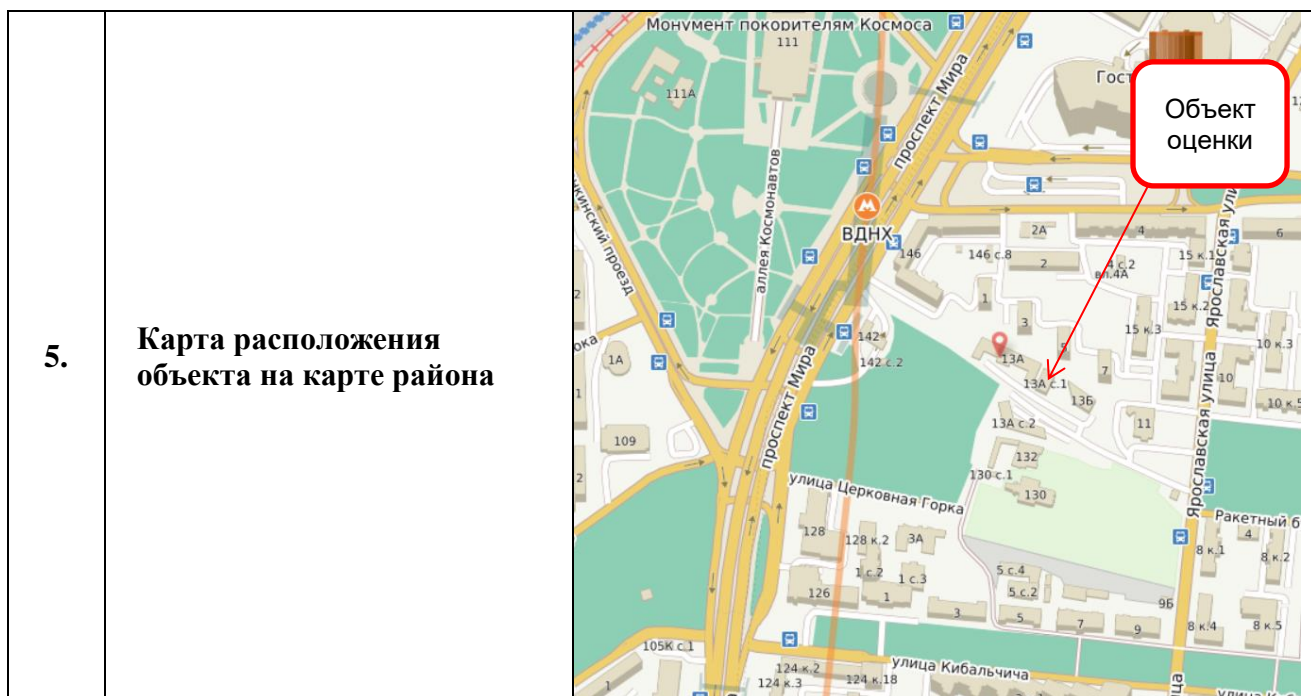 5.
Карта расположения
объекта на карте района
Монумент покорителям Космоса
111
111А
Гост
Объект
оценки
проспект Мира
аллея Космонавтов
ВДНХ
146
146 с.8
2А
2
4
4 с.2
вл.4А
15 к.1
6
Ярославская ул
15 к.2
15 к.3
10 к.3
1
3
5
7
13А
13А с.1
13Б
11
10
10 к.5
142
142 с.2
1А
1
109
2
проспект Мира
13А с.2
132
130 с.1
130
Ярославская улица
улица Церковная Горка
Ракетный б
128
128 к.2
3А
1 с.2
1 с.3
126
1
3
5 с.4
5 с.2
5
7
9
9Б
4
8 к.1
8 к.2
8 к.4
8 к.5
105К с.1
1
124 к.2
124 к.3
124 к.18
улица Кибальчича